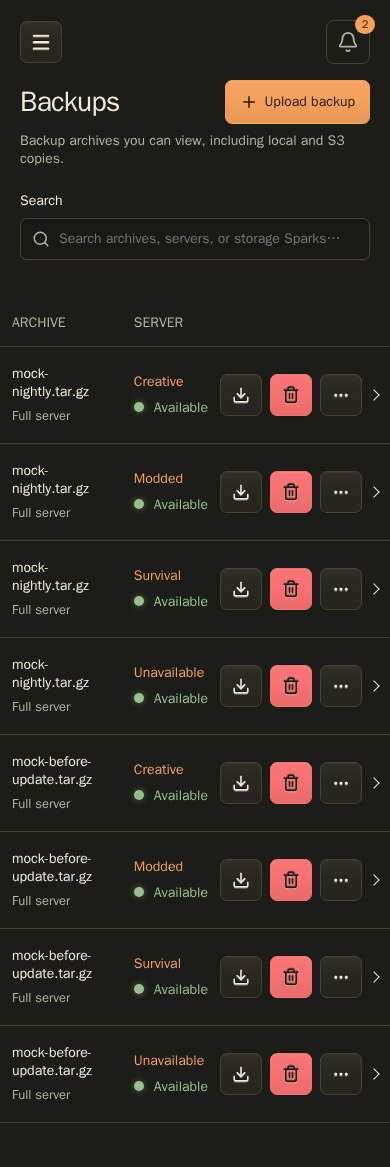 2
Backups
Upload backup
Backup archives you can view, including local and S3
copies.
Search
Search archives, servers, or storage Sparks···
ARCHIVE SERVER
mock-
nightly.tar.gz
Full server
Creative
Available
mock-
nightly.tar.gz
Full server
Modded
Available
mock-
nightly.tar.gz
Full server
Survival
Available
mock-
nightly.tar.gz
Full server
Unavailable
Available
mock-before-
update.tar.gz
Full server
Creative
Available
mock-before-
update.tar.gz
Full server
Modded
Available
mock-before-
update.tar.gz
Full server
Survival
Available
mock-before-
update.tar.gz
Full server
Unavailable
Available